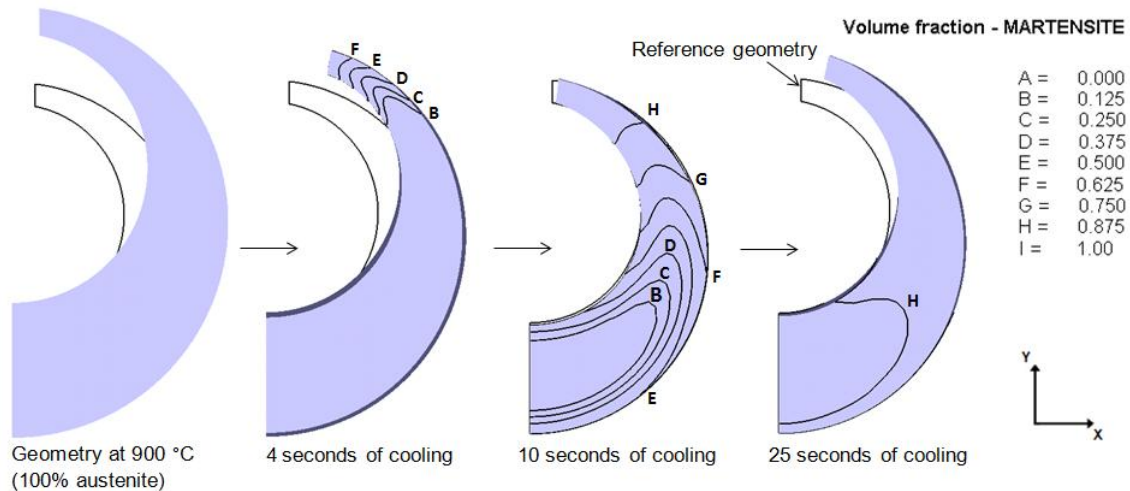 Volume fraction - MARTENSITE
Reference geometry
A = 0.000
B = 0.125
C = 0.250
D = 0.375
E = 0.500
F = 0.625
G = 0.750
H = 0.875
I = 1.00
F
E
D
C
B
H
G
F
D
C
B
E
H
Y
X
Geometry at 900 °C
(100% austenite)
4 seconds of cooling
10 seconds of cooling
25 seconds of cooling